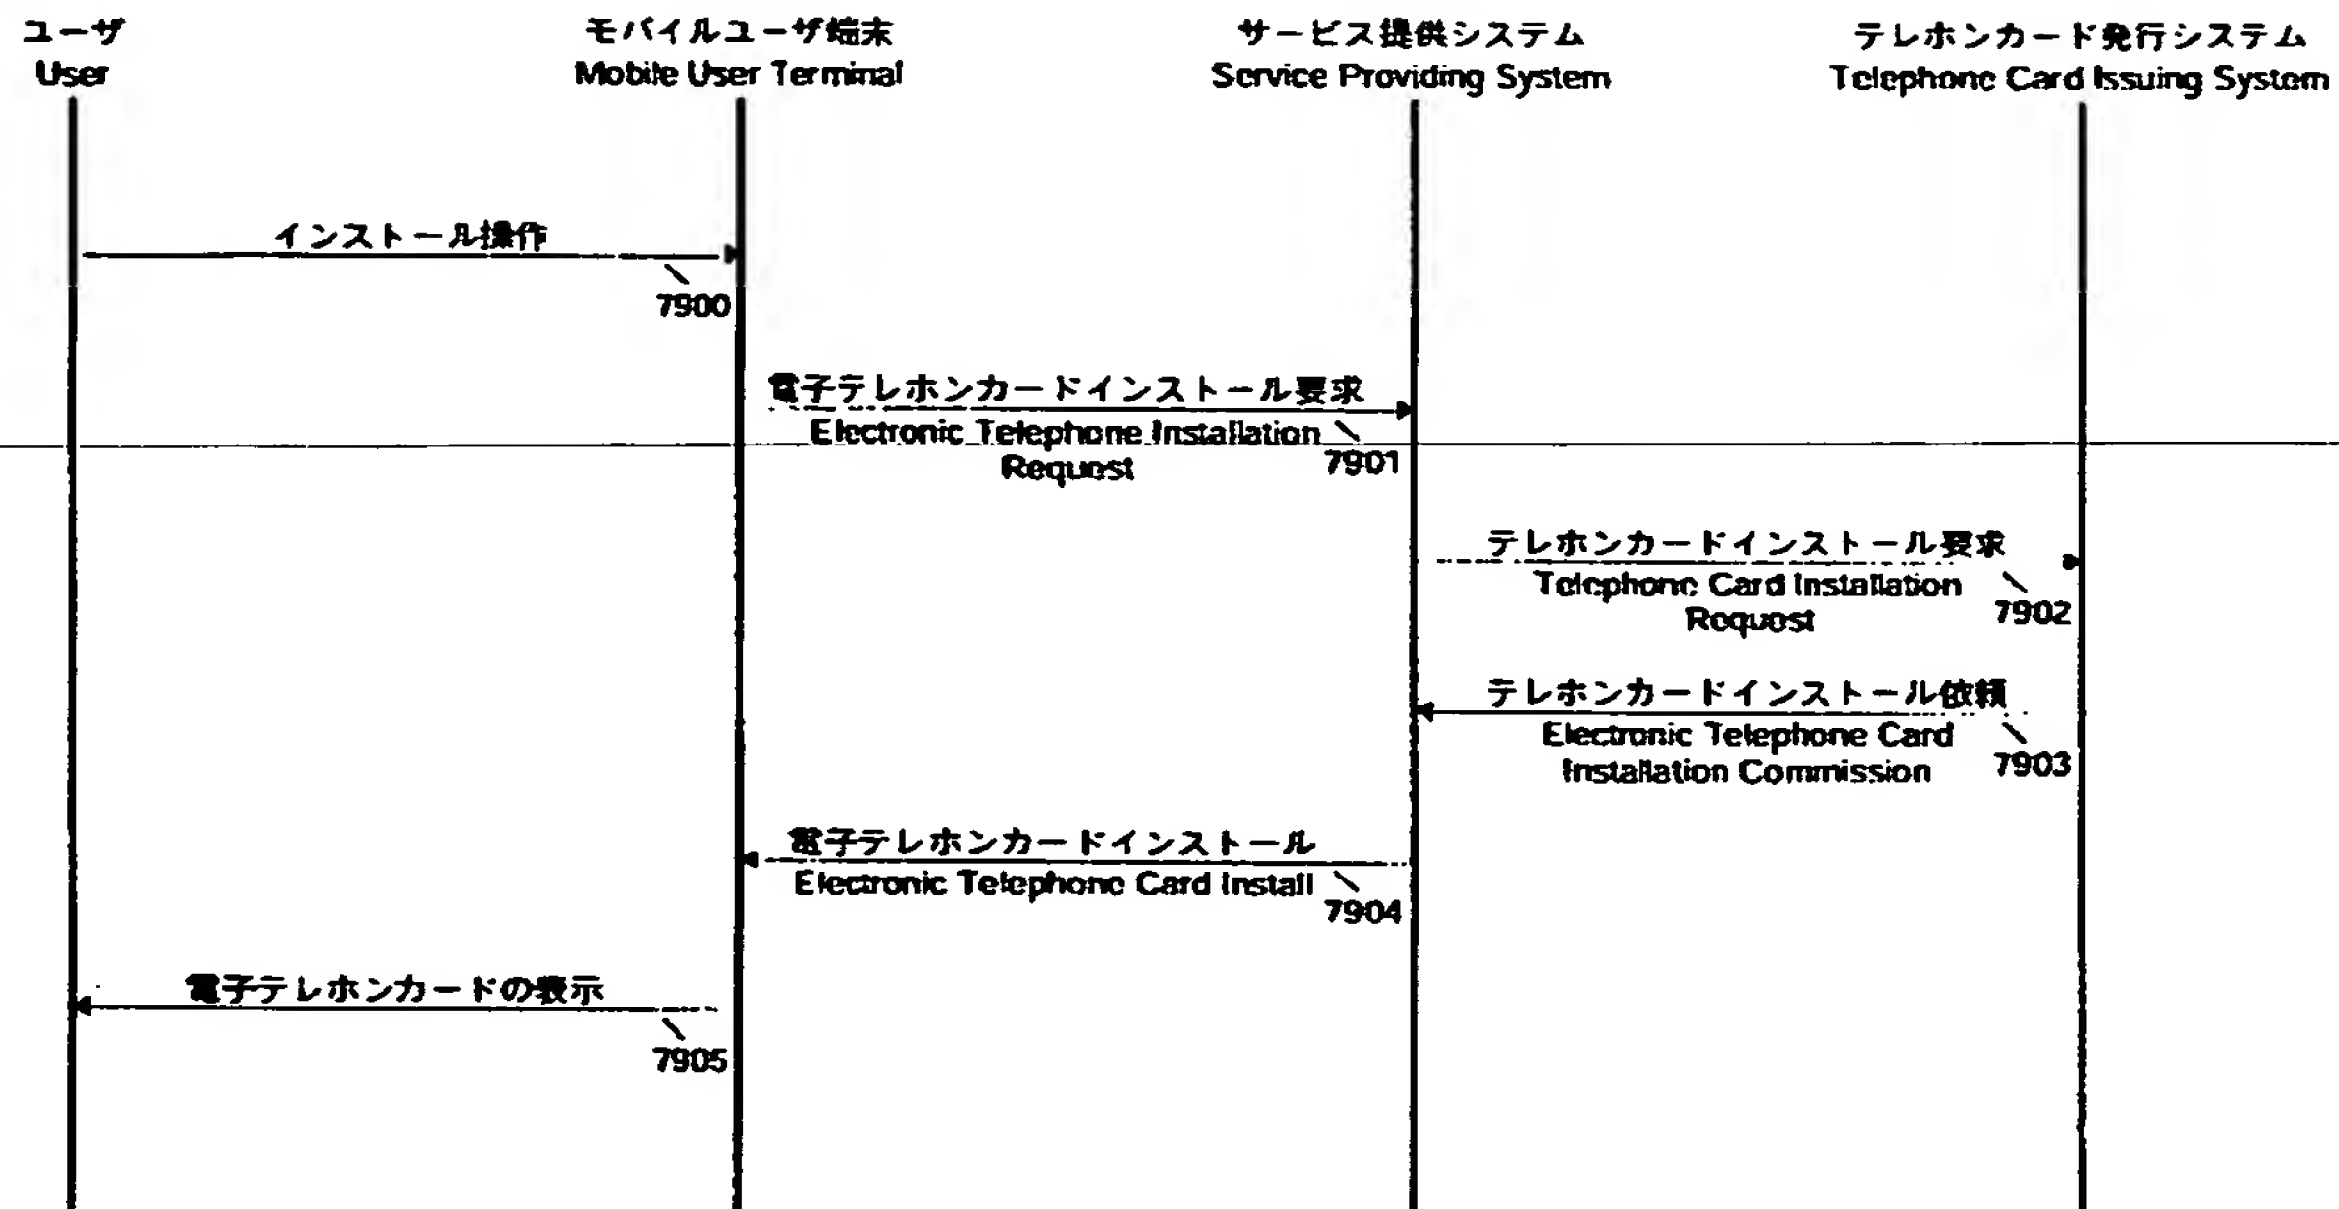 ユーザ
User
モバイルユーザ端末
Mobile User Terminal
サービス提供システム
Service Providing System
テレホンカード発行システム
Telephone Card Issuing System
インストール操作
7900
電子テレホンカードインストール要求
Electronic Telephone Installation
Request
7901
テレホンカードインストール要求
Telephone Card Installation
Request
7902
テレホンカードインストール依頼
Electronic Telephone Card
Installation Commission
7903
電子テレホンカードインストール
Electronic Telephone Card Install
7904
電子テレホンカードの表示
7905